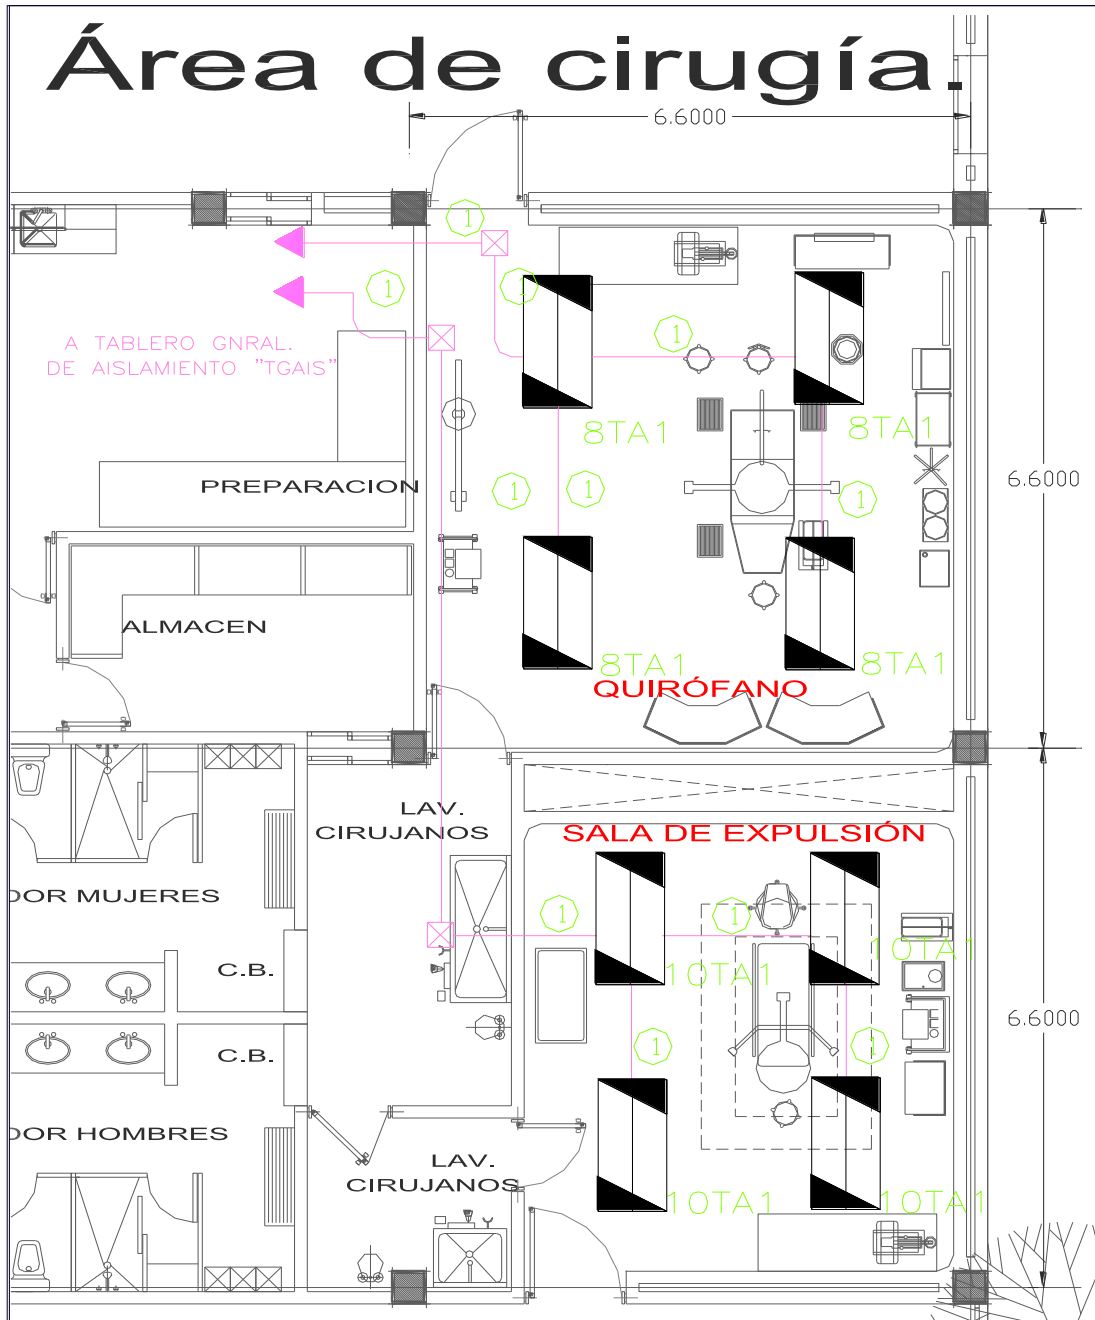 Área de cirugía.
6.6000
1
1
1
A TABLERO GNRAL.
DE AISLAMIENTO "TGAIS"
1
8TA1
8TA1
6.6000
PREPARACION
1
1
1
ALMACEN
8TA1
8TA1
QUIRÓFANO
LAV.
CIRUJANOS
SALA DE EXPULSIÓN
DOR MUJERES
1
1
10TA1
C.B.
10TA1
6.6000
C.B.
1
1
DOR HOMBRES
LAV.
CIRUJANOS
10TA1
10TA1